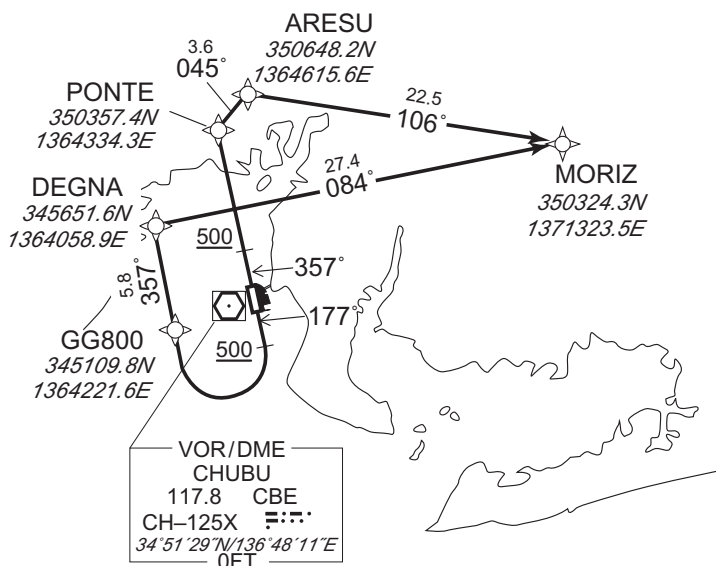 ARESU
350648.2N
1364615.6E
3.6
045°
PONTE
350357.4N
1364334.3E
22.5
106°
27.4
084°
MORIZ
350324.3N
1371323.5E
DEGNA
345651.6N
1364058.9E
500
357°
5.8
357°
177°
500
GG800
345109.8N
1364221.6E
VOR/DME
CHUBU
117.8 CBE
CH–125X
34°51´29"N/136°48´11"E
0FT